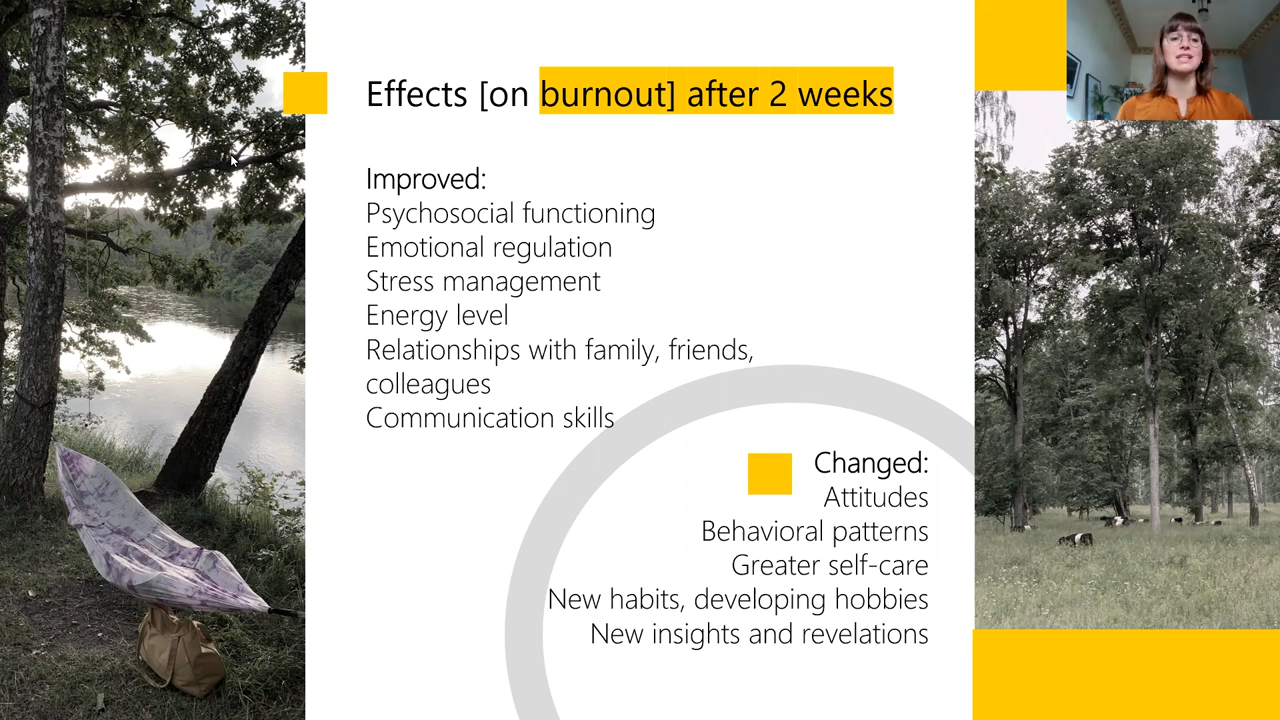 Effects [on burnout] after 2 weeks
Improved:
Psychosocial functioning
Emotional regulation
Stress management
Energy level
Relationships with family, friends,
colleagues
Communication skills
Changed:
Attitudes
Behavioral patterns
Greater self-care
New habits, developing hobbies
New insights and revelations